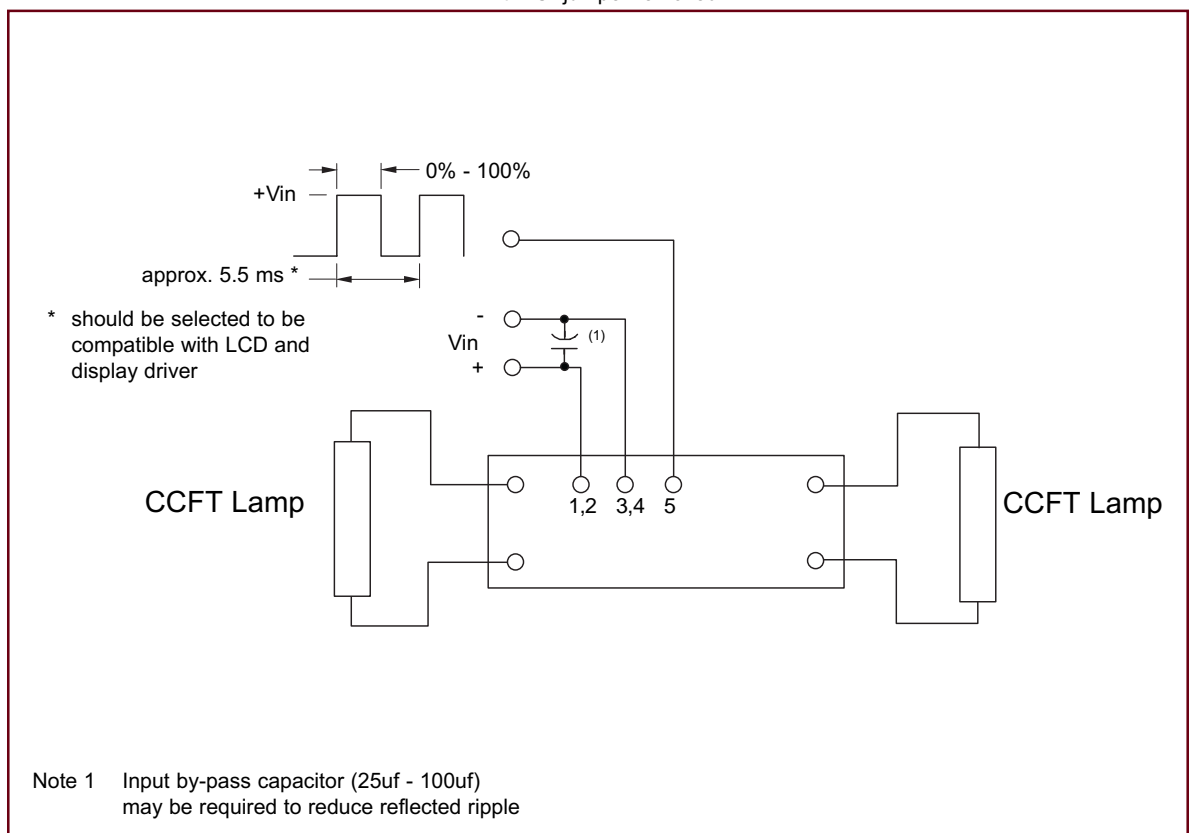 0% - 100%
+Vin
approx. 5.5 ms *
* should be selected to be
compatible with LCD and
display driver
-
Vin
+
(1)
CCFT Lamp
1,2 3,4 5
CCFT Lamp
Note 1 Input by-pass capacitor (25uf - 100uf)
may be required to reduce reflected ripple